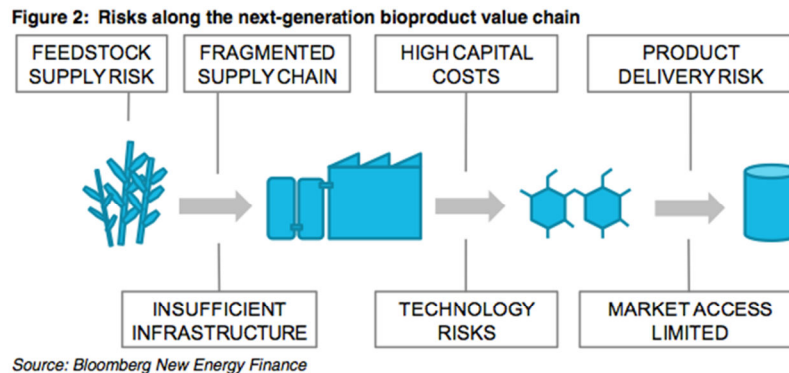 Figure 2: Risks along the next-generation bioproduct value chain
FEEDSTOCK
SUPPLY RISK
FRAGMENTED
SUPPLY CHAIN
HIGH CAPITAL
COSTS
PRODUCT
DELIVERY RISK
INSUFFICIENT
INFRASTRUCTURE
TECHNOLOGY
RISKS
MARKET ACCESS
LIMITED
Source: Bloomberg New Energy Finance